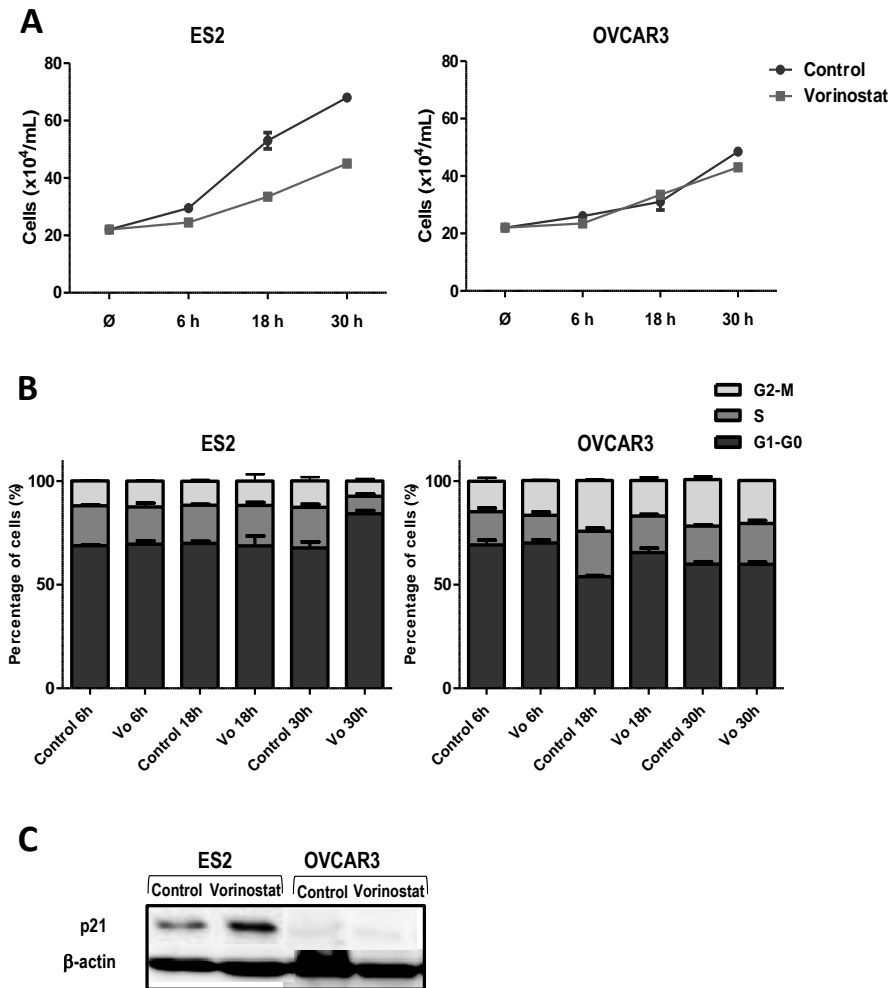 A
ES2
OVCAR3
Control
Vorinostat
Cells (x10⁴/mL)
80
60
40
20
0
Ø 6 h 18 h 30 h
Cells (x10⁴/mL)
80
60
40
20
0
Ø 6 h 18 h 30 h
B
G2-M
S
G1-G0
ES2
OVCAR3
Percentage of cells (%)
100
50
0
Control 6h Vo 6h Control 18h Vo 18h Control 30h Vo 30h
Percentage of cells (%)
100
50
0
Control 6h Vo 6h Control 18h Vo 18h Control 30h Vo 30h
C
ES2 OVCAR3
Control Vorinostat Control Vorinostat
p21
β-actin